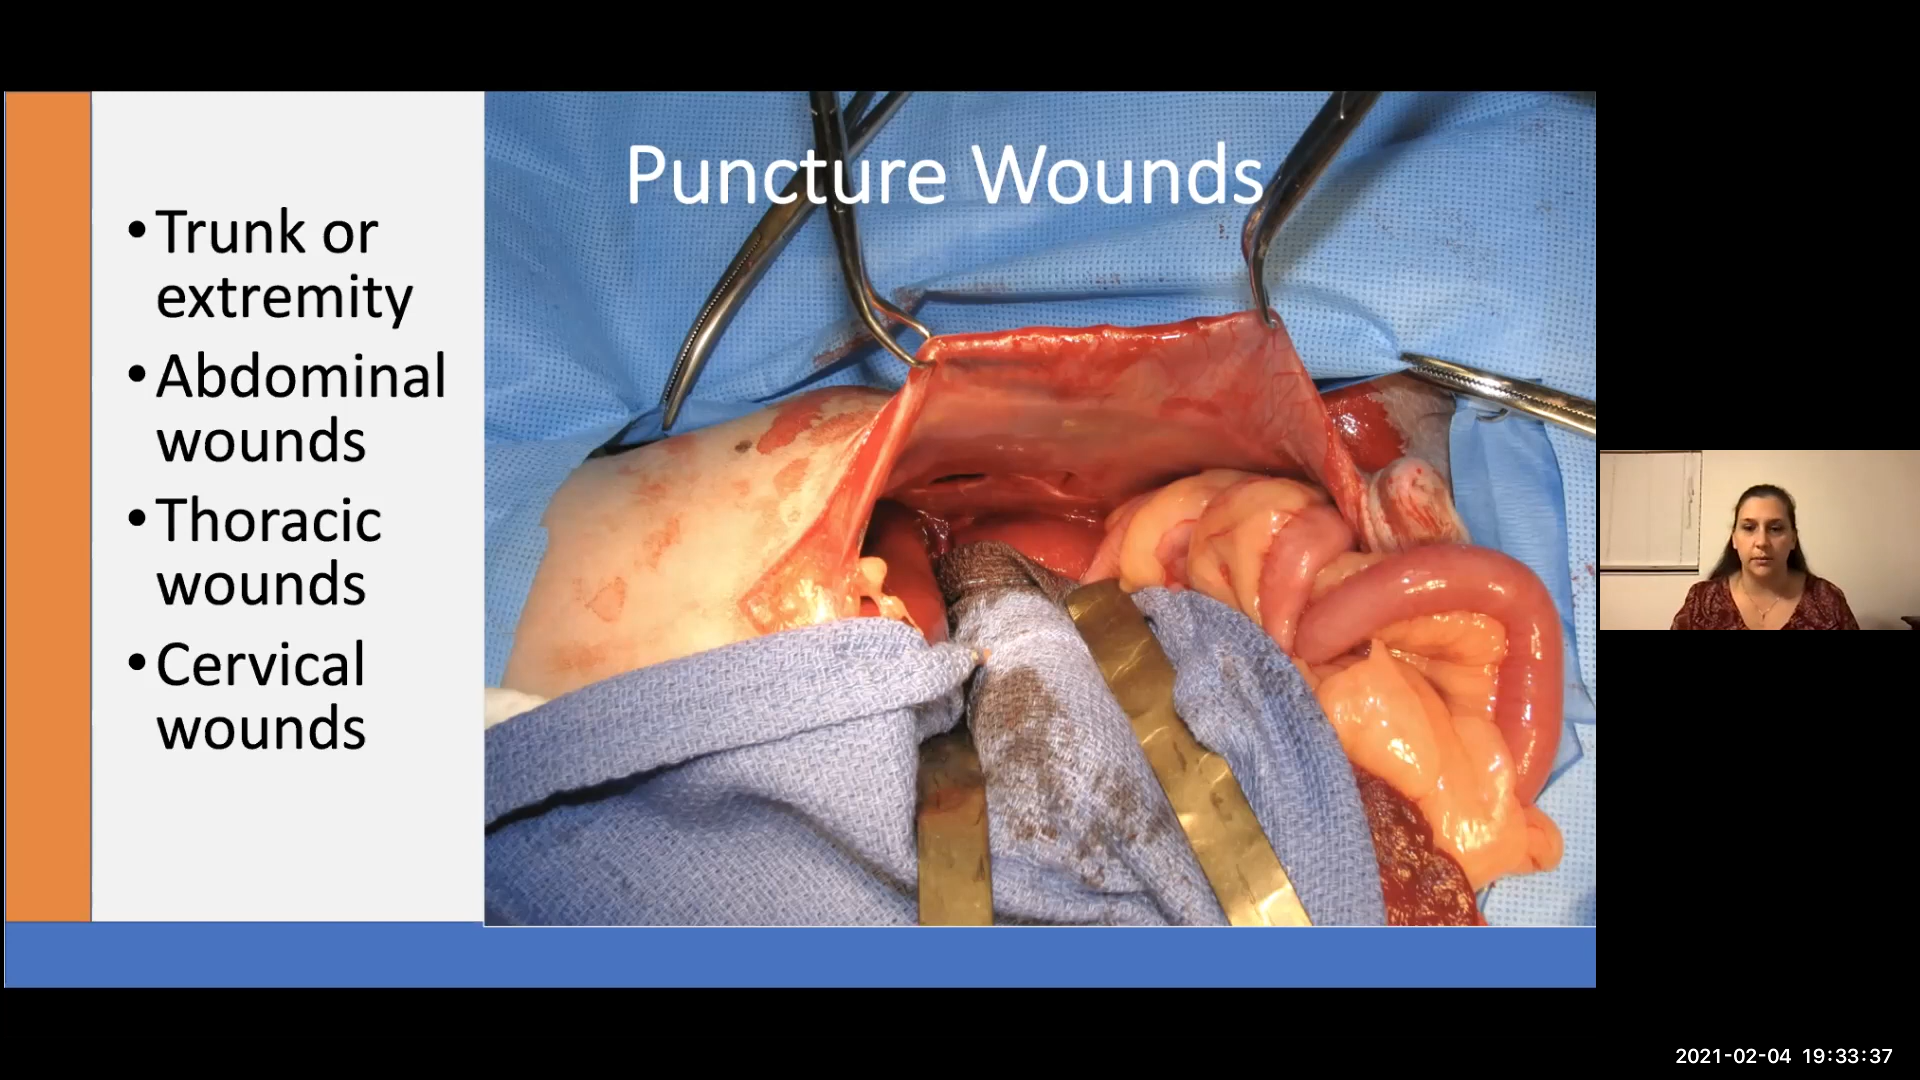 Puncture Wounds
•Trunk or
extremity
•Abdominal
wounds
•Thoracic
wounds
•Cervical
wounds
2021-02-04 19:33:37